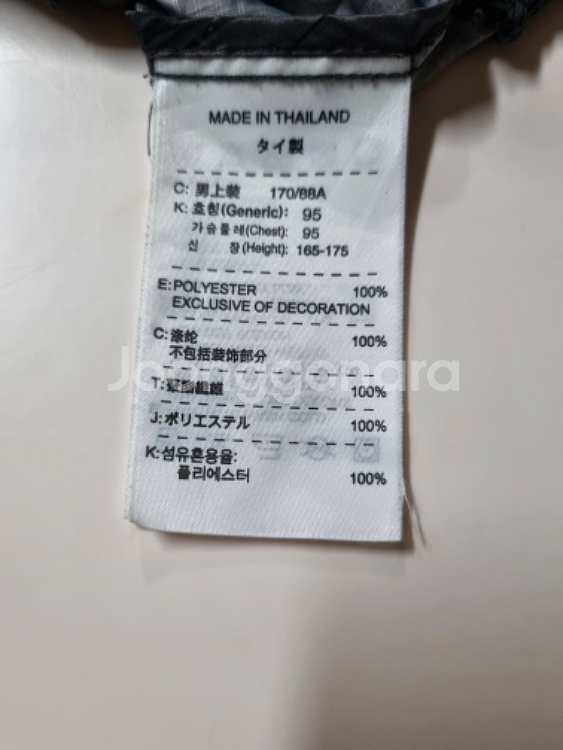 MADE IN THAILAND
タイ製
C: 男上裝 170/88A
K: 호칭(Generic): 95
가슴둘레(Chest): 95
신 장(Height): 165-175
E: POLYESTER 100%
EXCLUSIVE OF DECORATION
C: 涤纶 100%
不包括装饰部分
Joonggonara
T: 聚酯纖維 100%
J: ポリエステル 100%
K: 섬유혼용율:
폴리에스터 100%